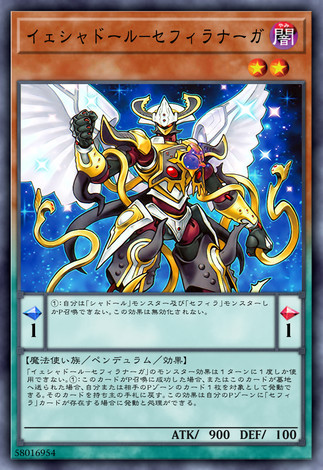 イェシャドール－セフィラナーガ
やみ
闇
①：自分は「シャドール」モンスター及び「セフィラ」モンスターし
かP召喚できない。この効果は無効化されない。
1
1
【魔法使い族／ペンデュラム／効果】
「イェシャドール－セフィラナーガ」のモンスター効果は１ターンに１度しか使
用できない。①：このカードがP召喚に成功した場合、またはこのカードが墓地
へ送られた場合、自分または相手のPゾーンのカード１枚を対象として発動でき
る。そのカードを持ち主の手札に戻す。この効果は自分のPゾーンに「セフィ
ラ」カードが存在する場合に発動と処理ができる。
ATK/ 900 DEF/ 100
58016954